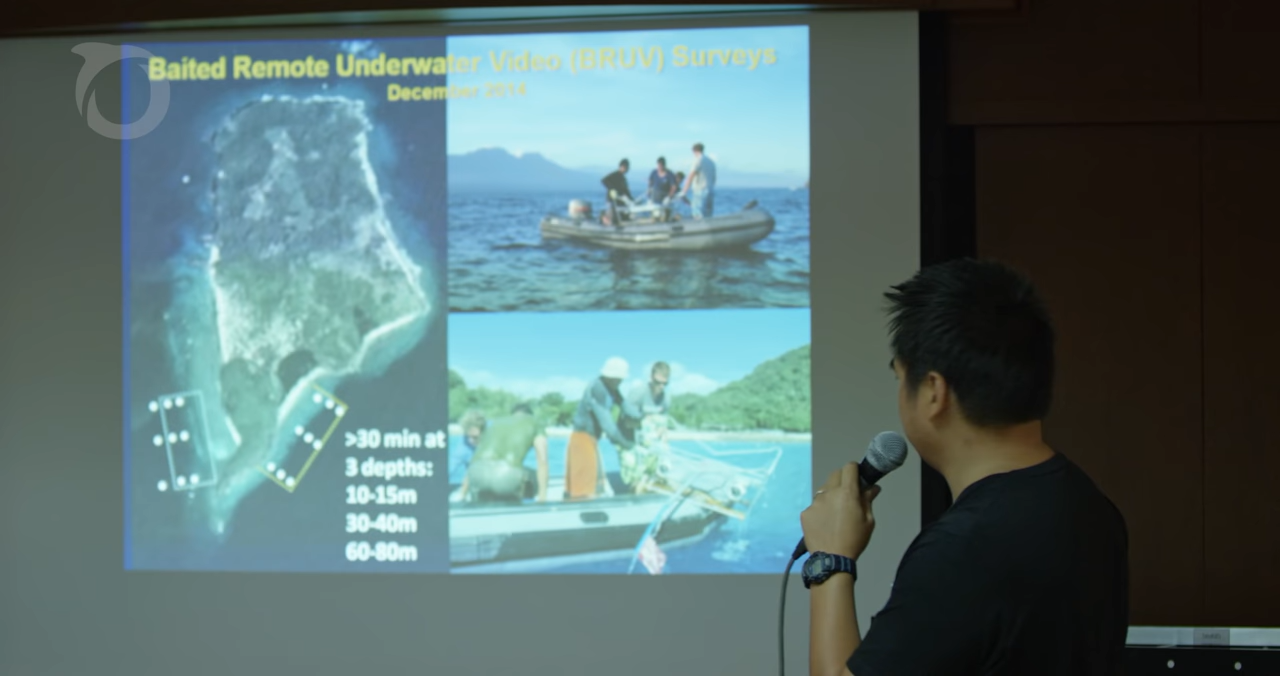 Baited Remote Underwater Video (BRUV) Surveys
December 2014
>30 min at
3 depths:
10-15m
30-40m
60-80m